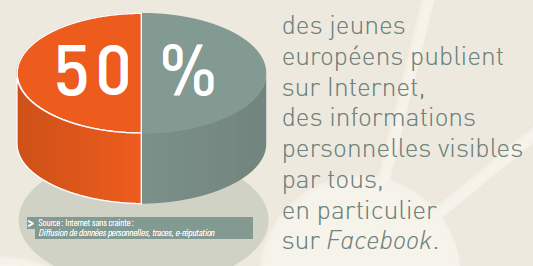 50 %
des jeunes
européens publient
sur Internet,
des informations
personnelles visibles
par tous,
en particulier
sur Facebook.
> Source : Internet sans crainte :
Diffusion de données personnelles, traces, e-réputation